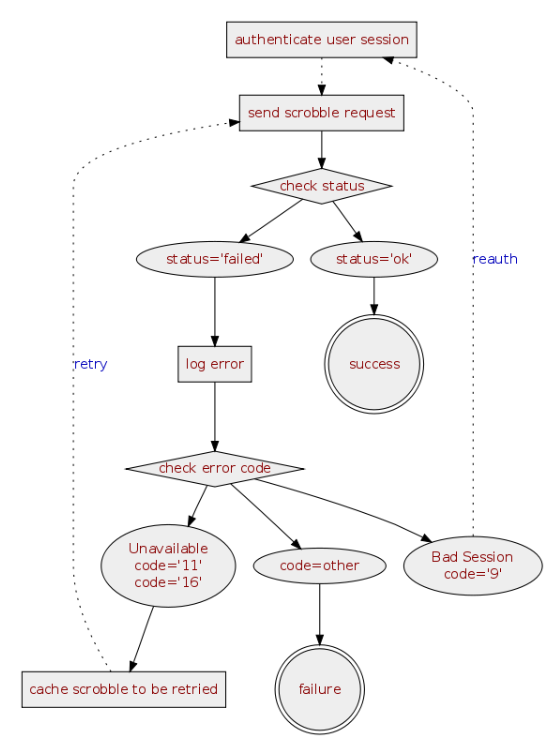 authenticate user session
send scrobble request
check status
status='failed'
status='ok'
reauth
log error
success
retry
check error code
Unavailable
code='11'
code='16'
code=other
Bad Session
code='9'
cache scrobble to be retried
failure